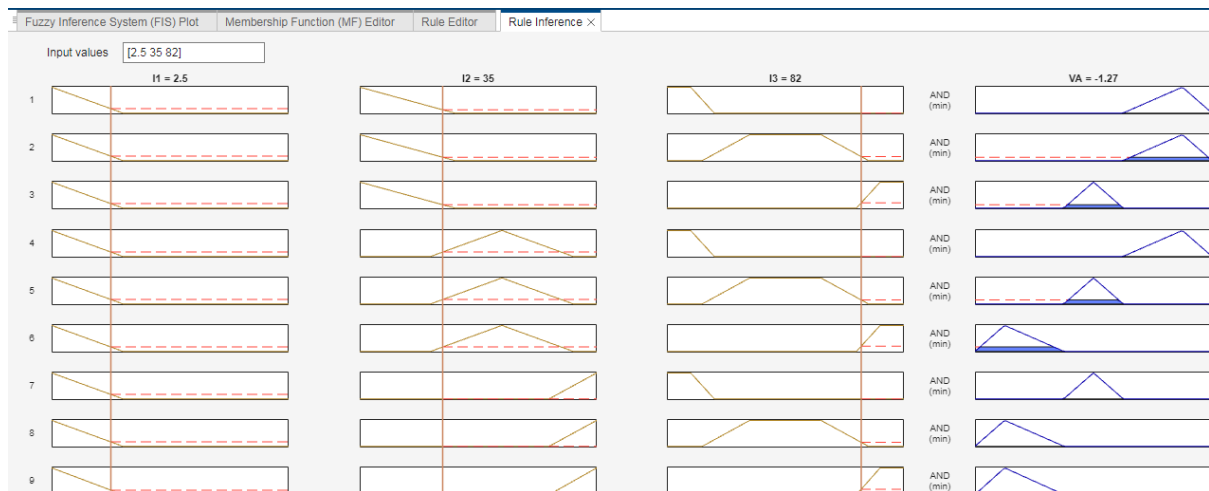 Fuzzy Inference System (FIS) Plot Membership Function (MF) Editor Rule Editor Rule Inference ×
Input values [2.5 35 82]
I1 = 2.5 I2 = 35 I3 = 82 VA = -1.27
1 AND
(min)
2 AND
(min)
3 AND
(min)
4 AND
(min)
5 AND
(min)
6 AND
(min)
7 AND
(min)
8 AND
(min)
9 AND
(min)